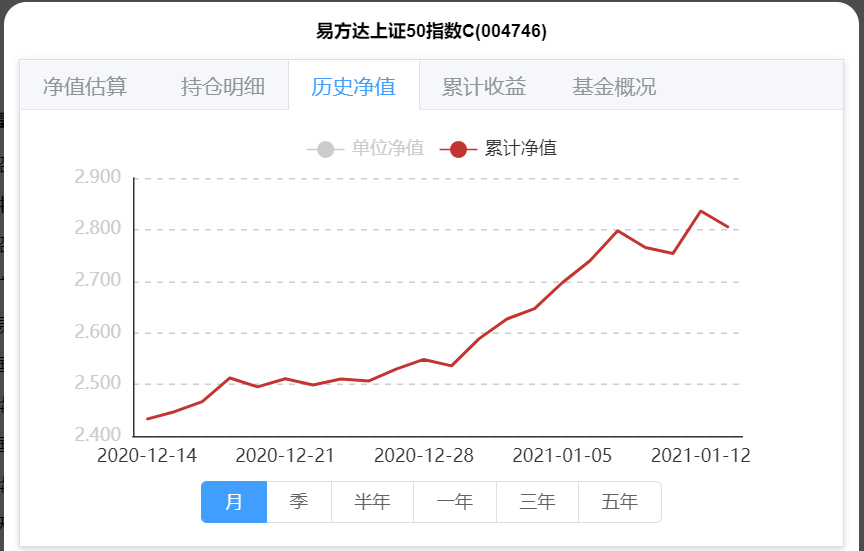 易方达上证50指数C(004746)
净值估算 持仓明细 历史净值 累计收益 基金概况
单位净值 累计净值
2.900
2.800
2.700
2.600
2.500
2.400
2020-12-14 2020-12-21 2020-12-28 2021-01-05 2021-01-12
月 季 半年 一年 三年 五年